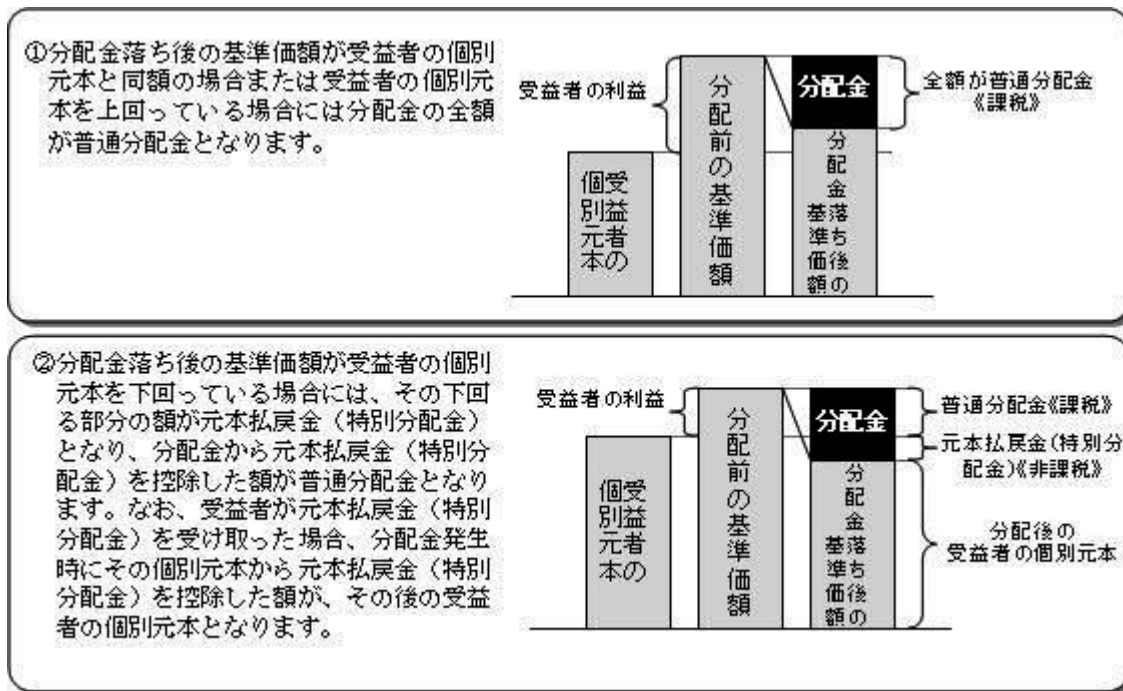 ①分配金落ち後の基準価額が受益者の個別
元本と同額の場合または受益者の個別元
本を上回っている場合には分配金の全額
が普通分配金となります。
受益者の利益
個別元本
受益者の
分配前の基準価額
分配金
基準価額
分配金落ち後の
全額が普通分配金
《課税》
②分配金落ち後の基準価額が受益者の個別
元本を下回っている場合には、その下回
る部分の額が元本払戻金（特別分配金）
となり、分配金から元本払戻金（特別分
配金）を控除した額が普通分配金となり
ます。なお、受益者が元本払戻金（特別
分配金）を受け取った場合、分配金発生
時にその個別元本から元本払戻金（特別
分配金）を控除した額が、その後の受益
者の個別元本となります。
受益者の利益
個別元本
受益者の
分配前の基準価額
分配金
基準価額
分配金落ち後の
普通分配金《課税》
元本払戻金(特別分
配金)《非課税》
分配後の
受益者の個別元本